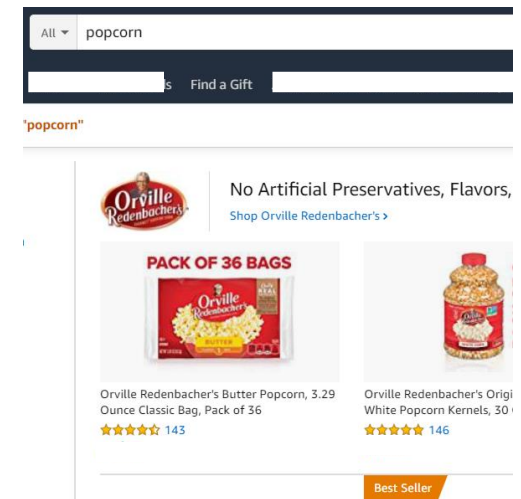 All popcorn
s Find a Gift
"popcorn"
Orville
Redenbacher's
No Artificial Preservatives, Flavors,
Shop Orville Redenbacher's ›
PACK OF 36 BAGS
Orville
Redenbacher's
BUTTER
Orville Redenbacher's Butter Popcorn, 3.29
Ounce Classic Bag, Pack of 36
143
Orville Redenbacher's Origi
White Popcorn Kernels, 30
146
Best Seller